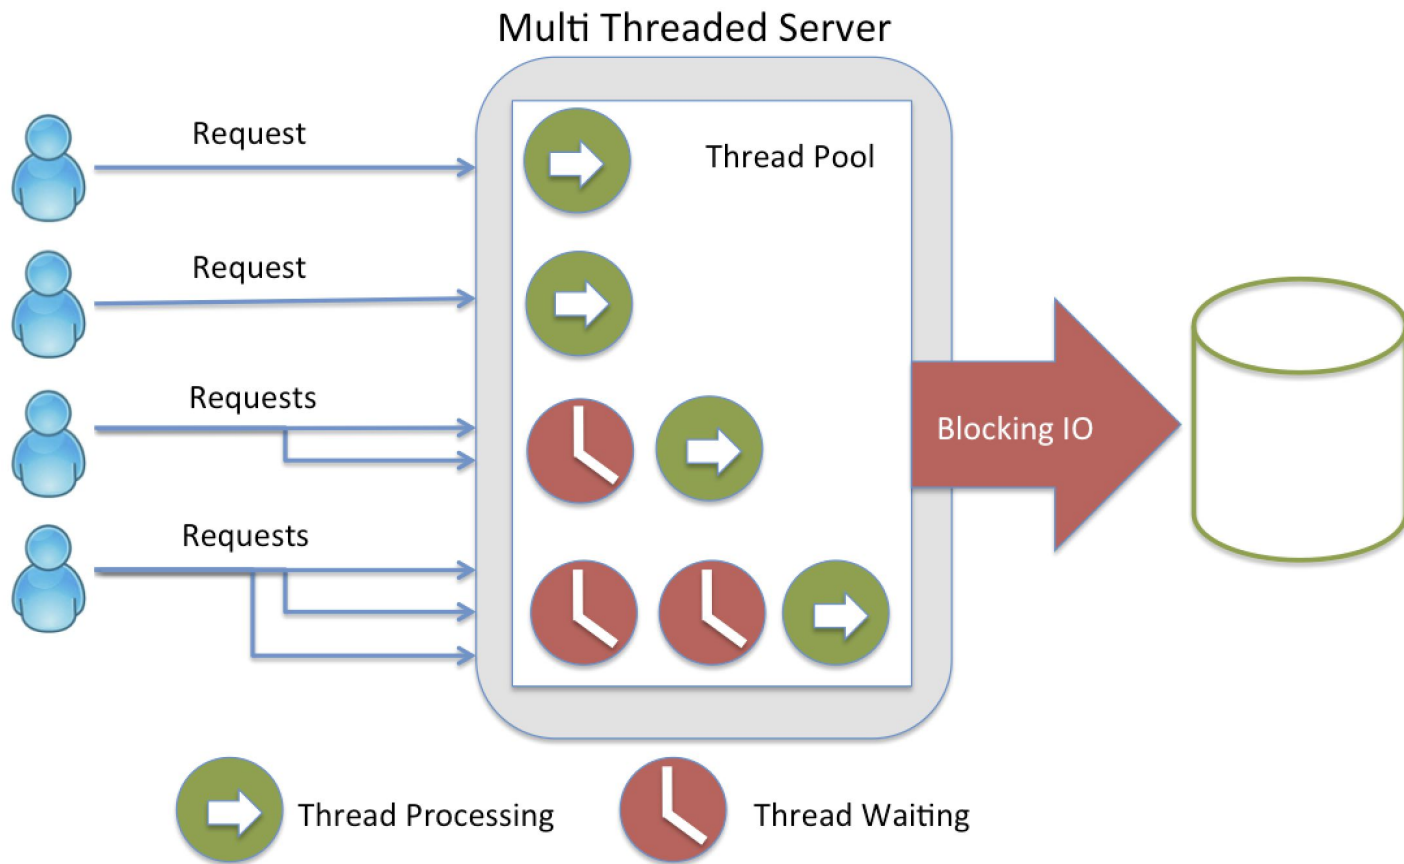 Multi Threaded Server
Request
Thread Pool
Request
Requests
Blocking IO
Requests
Thread Processing
Thread Waiting